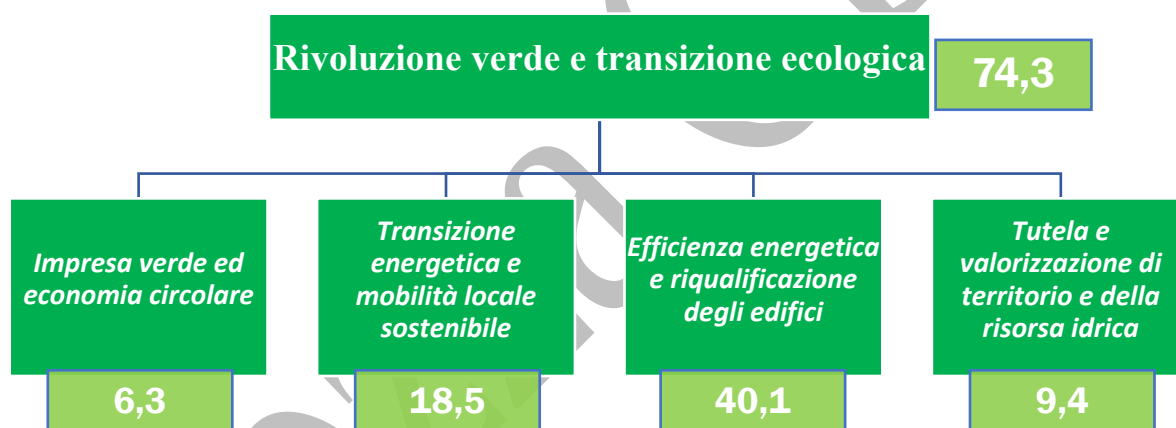 Rivoluzione verde e transizione ecologica
74,3
Impresa verde ed
economia circolare
6,3
Transizione
energetica e
mobilità locale
sostenibile
18,5
Efficienza energetica
e riqualificazione
degli edifici
40,1
Tutela e
valorizzazione di
territorio e della
risorsa idrica
9,4